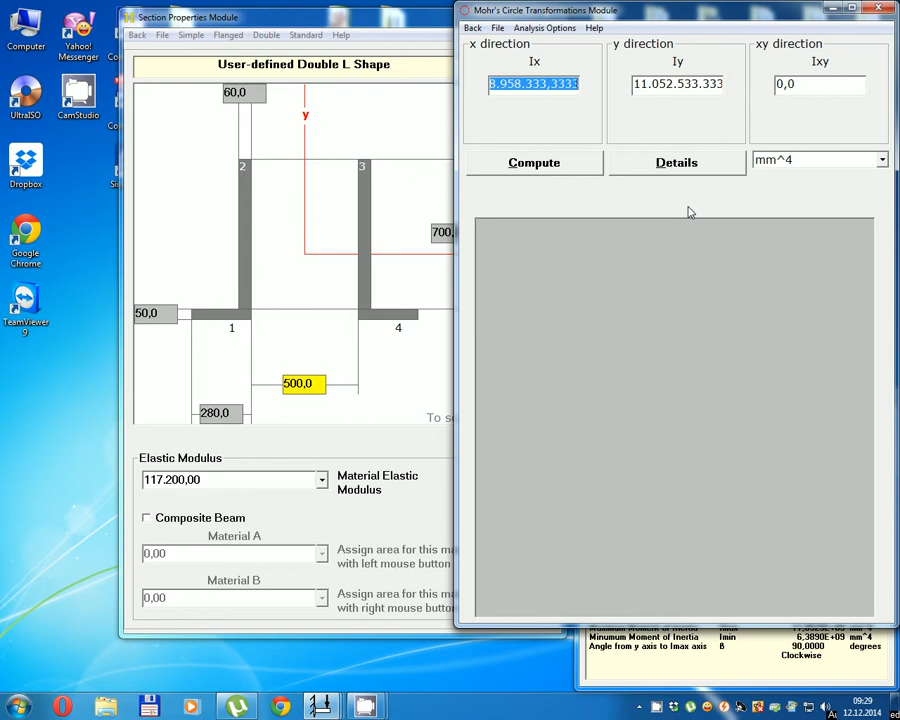 Computer
Yahoo!
Messenger
UltraISO
CamStudio
Dropbox
Google
Chrome
TeamViewer
9
Section Properties Module
Back File Simple Flanged Double Standard Help
User-defined Double L Shape
60,0
y
2
3
700,
50,0
1
4
500,0
280,0
To se
Elastic Modulus
117.200,00
Material Elastic
Modulus
Composite Beam
Material A
0,00
Assign area for this ma
with left mouse button
Material B
0,00
Assign area for this ma
with right mouse button
Mohr's Circle Transformations Module
Back File Analysis Options Help
x direction
y direction
xy direction
Ix
Iy
Ixy
8.958.333,3333
11.052.533.333
0,0
Compute
Details
mm^4
Minumum Moment of Inertia Imin 6,3890E+09 mm^4
Angle from y axis to Imax axis ß 90,0000 degrees
Clockwise
09:29
12.12.2014